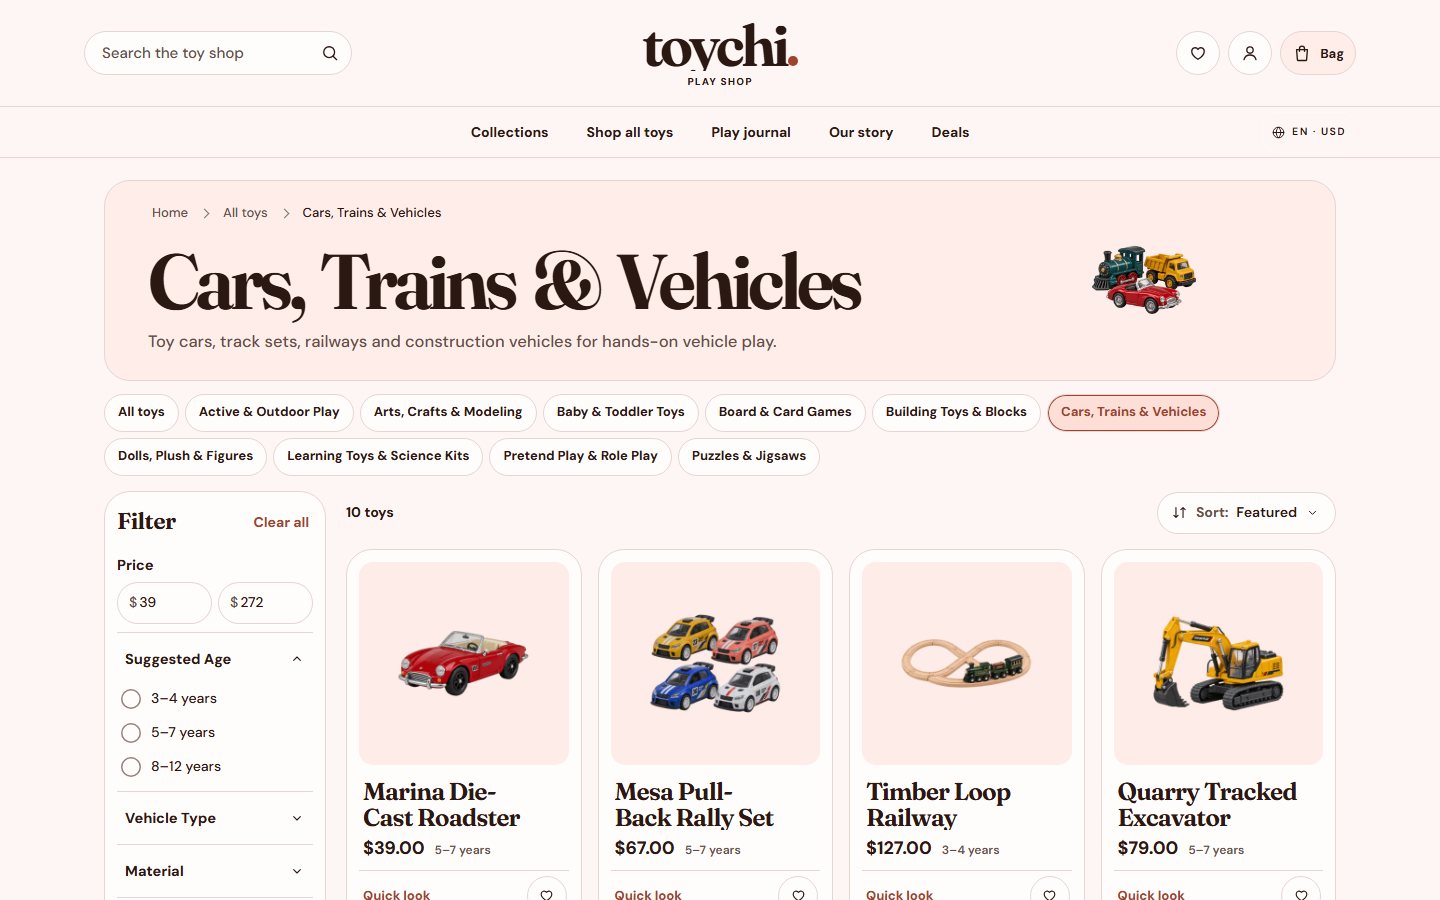 Search the toy shop
toychi.
PLAY SHOP
Bag
Collections
Shop all toys
Play journal
Our story
Deals
EN · USD
Home
All toys
Cars, Trains & Vehicles
Cars, Trains & Vehicles
Toy cars, track sets, railways and construction vehicles for hands-on vehicle play.
All toys
Active & Outdoor Play
Arts, Crafts & Modeling
Baby & Toddler Toys
Board & Card Games
Building Toys & Blocks
Cars, Trains & Vehicles
Dolls, Plush & Figures
Learning Toys & Science Kits
Pretend Play & Role Play
Puzzles & Jigsaws
Filter
Clear all
Price
$ 39
$ 272
Suggested Age
3–4 years
5–7 years
8–12 years
Vehicle Type
Material
10 toys
Sort: Featured
Marina Die-
Cast Roadster
$39.00 5–7 years
Quick look
Mesa Pull-
Back Rally Set
$67.00 5–7 years
Quick look
Timber Loop
Railway
$127.00 3–4 years
Quick look
Quarry Tracked
Excavator
$79.00 5–7 years
Quick look